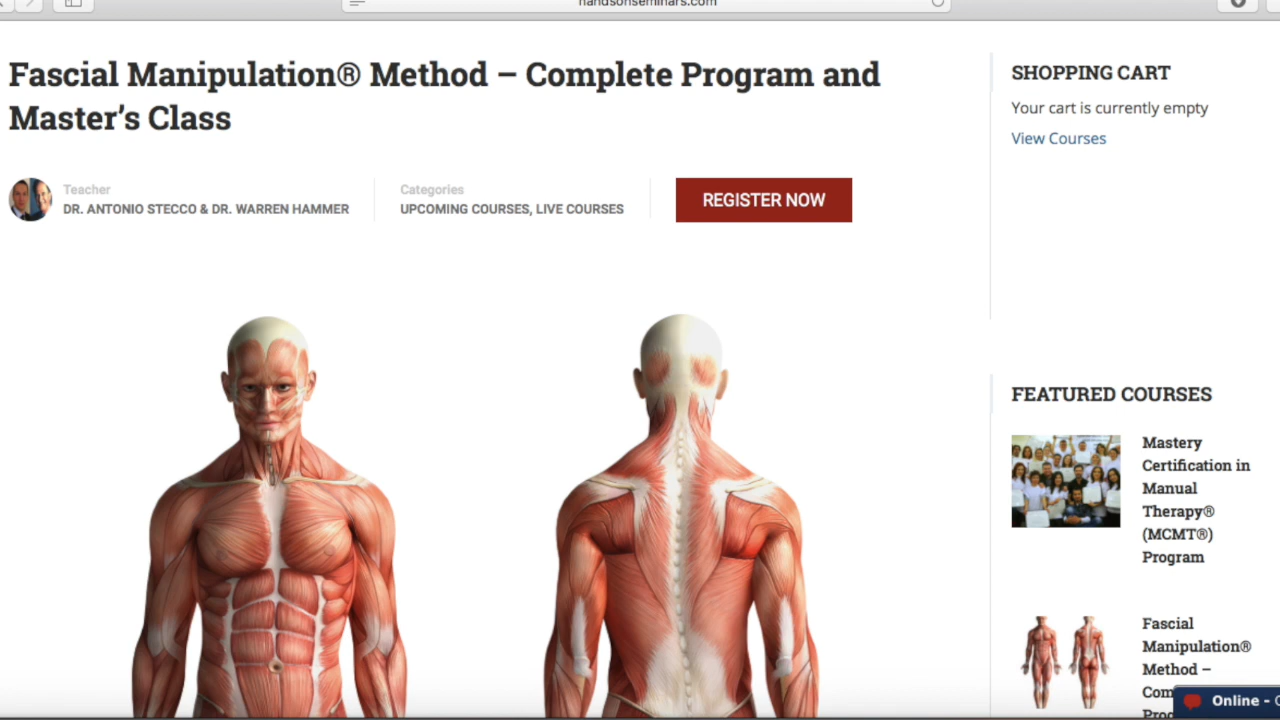 handsonseminars.com
Fascial Manipulation® Method – Complete Program and
Master's Class
Teacher
DR. ANTONIO STECCO & DR. WARREN HAMMER
Categories
UPCOMING COURSES, LIVE COURSES
REGISTER NOW
SHOPPING CART
Your cart is currently empty
View Courses
FEATURED COURSES
Mastery
Certification in
Manual
Therapy®
(MCMT®)
Program
Fascial
Manipulation®
Method –
Online -